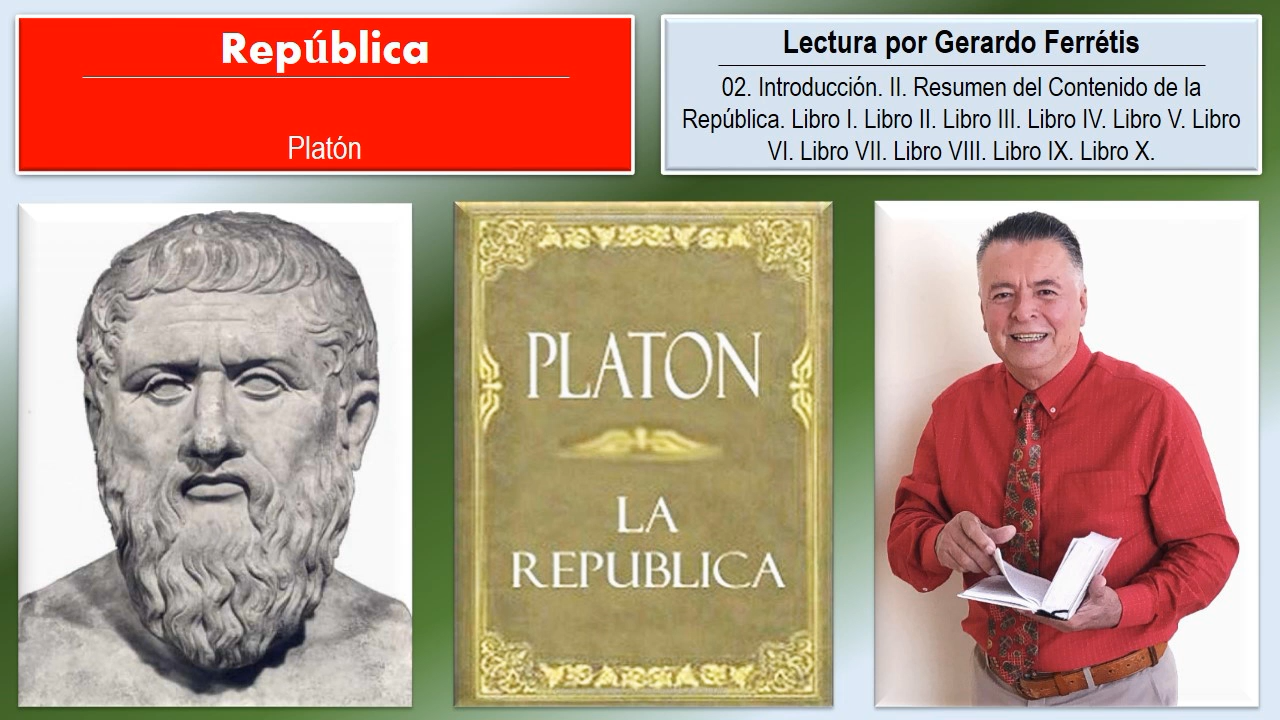 República
Platón
Lectura por Gerardo Ferrétis
02. Introducción. II. Resumen del Contenido de la
República. Libro I. Libro II. Libro III. Libro IV. Libro V. Libro
VI. Libro VII. Libro VIII. Libro IX. Libro X.
PLATON
LA
REPUBLICA